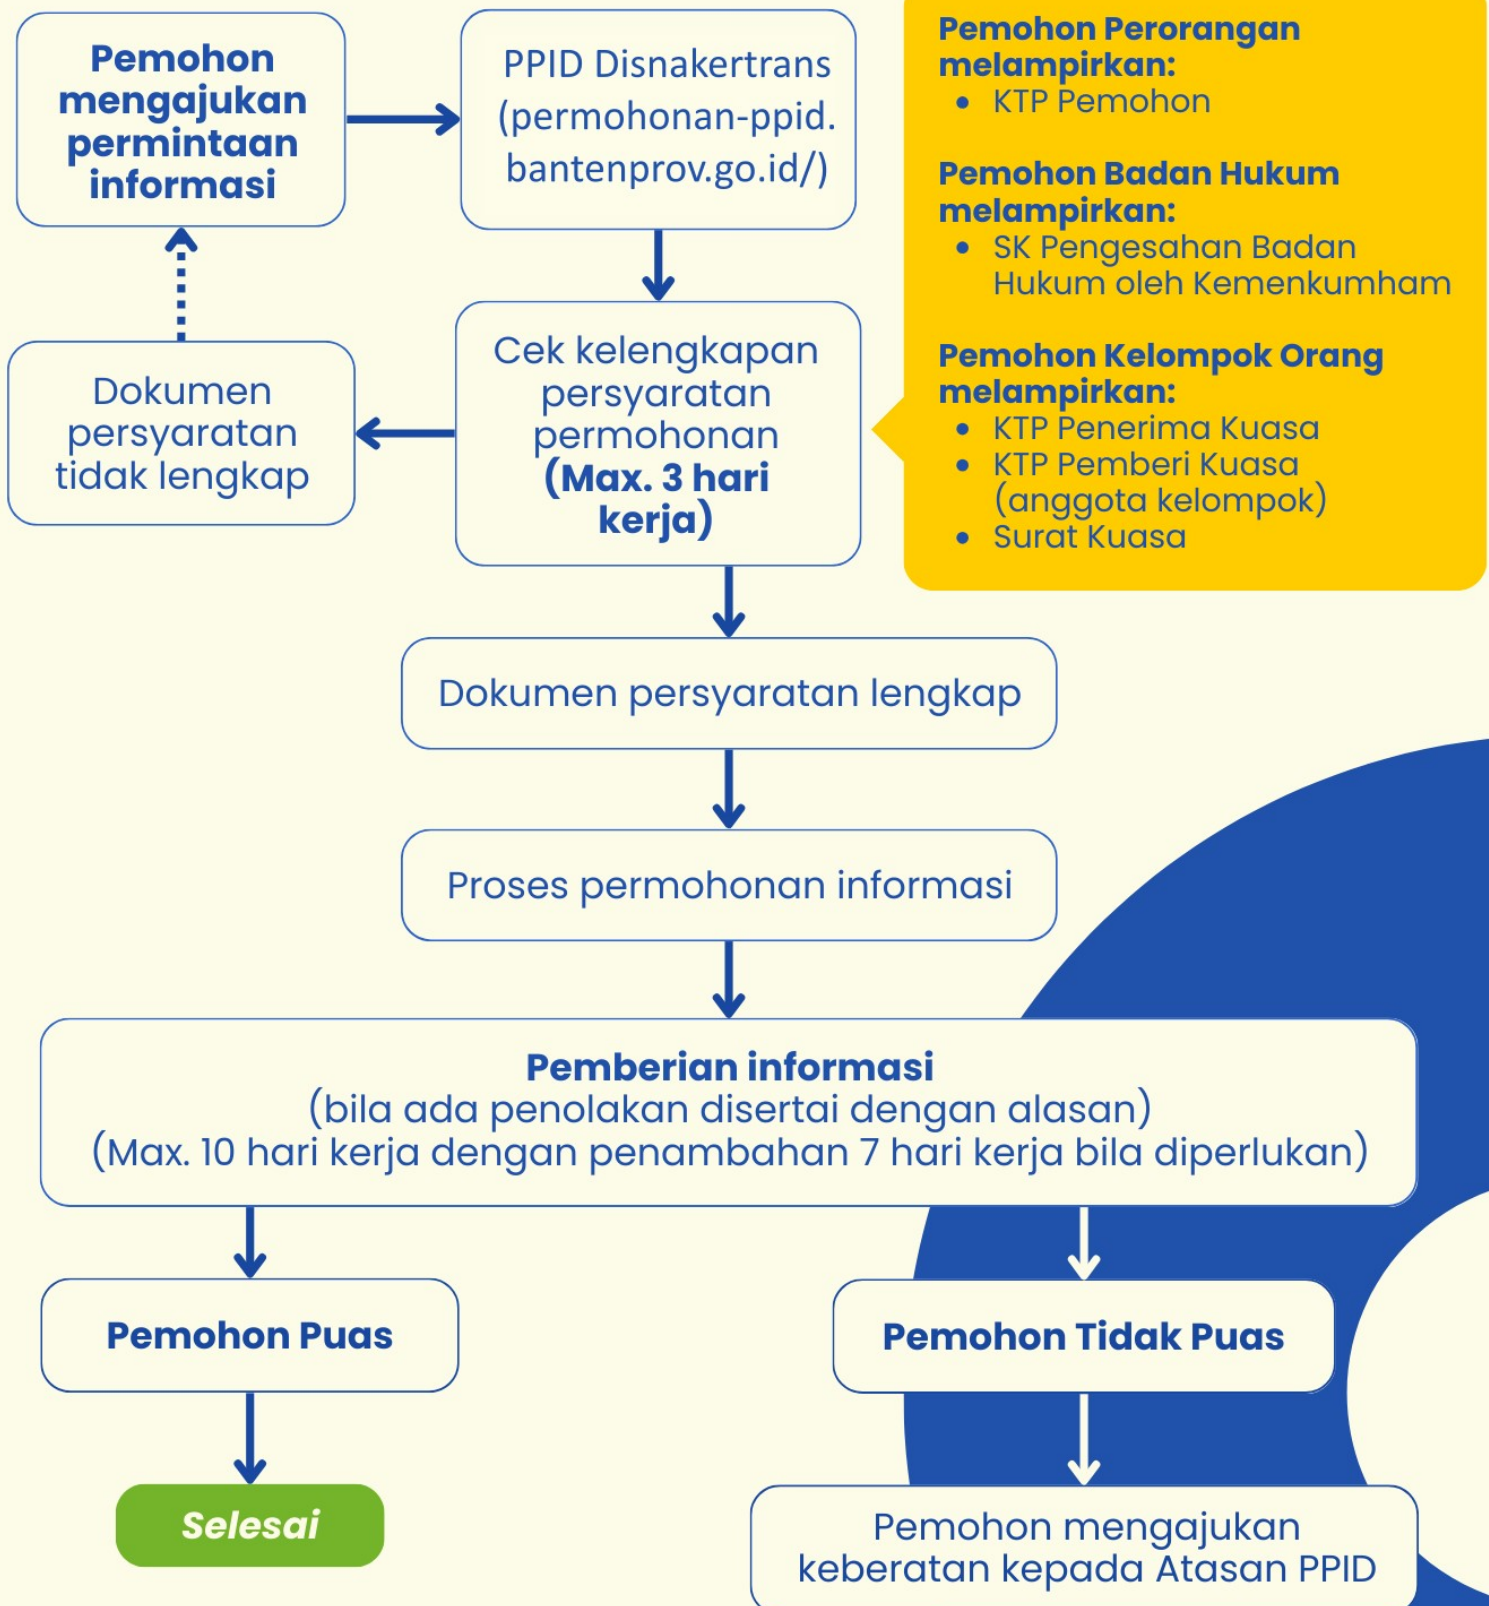 Pemohon
mengajukan
permintaan
informasi
PPID Disnakertrans
(permohonan-ppid.
bantenprov.go.id/)
Pemohon Perorangan
melampirkan:
• KTP Pemohon
Pemohon Badan Hukum
melampirkan:
• SK Pengesahan Badan
Hukum oleh Kemenkumham
Pemohon Kelompok Orang
melampirkan:
• KTP Penerima Kuasa
• KTP Pemberi Kuasa
(anggota kelompok)
• Surat Kuasa
Cek kelengkapan
persyaratan
permohonan
(Max. 3 hari
kerja)
Dokumen
persyaratan
tidak lengkap
Dokumen persyaratan lengkap
Proses permohonan informasi
Pemberian informasi
(bila ada penolakan disertai dengan alasan)
(Max. 10 hari kerja dengan penambahan 7 hari kerja bila diperlukan)
Pemohon Puas
Pemohon Tidak Puas
Selesai
Pemohon mengajukan
keberatan kepada Atasan PPID